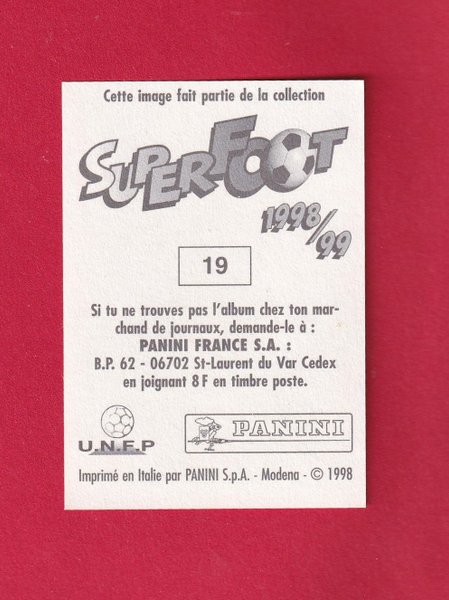 Cette image fait partie de la collection
SUPERFOOT
1998/99
19
Si tu ne trouves pas l'album chez ton mar-
chand de journaux, demande-le à :
PANINI FRANCE S.A. :
B.P. 62 - 06702 St-Laurent du Var Cedex
en joignant 8 F en timbre poste.
U.N.F.P
PANINI
Imprimé en Italie par PANINI S.p.A. - Modena - © 1998